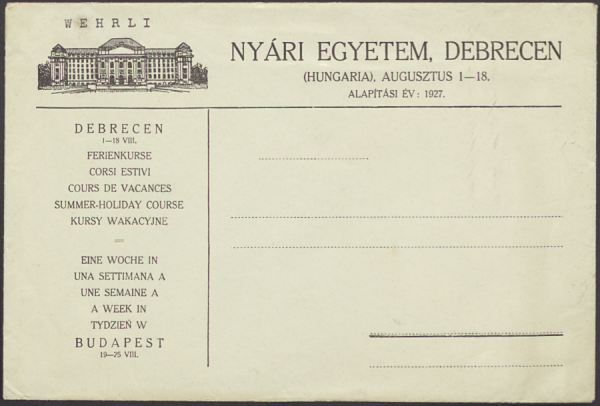 WEHRLI
NYÁRI EGYETEM, DEBRECEN
(HUNGARIA). AUGUSZTUS 1—18.
ALAPÍTÁSI ÉV: 1927.
DEBRECEN
1—18 VIII.
FERIENKURSE
CORSI ESTIVI
COURS DE VACANCES
SUMMER-HOLIDAY COURSE
KURSY WAKACYJNE
EINE WOCHE IN
UNA SETTIMANA A
UNE SEMAINE A
A WEEK IN
TYDZIEŃ W
BUDAPEST
19—25 VIII.